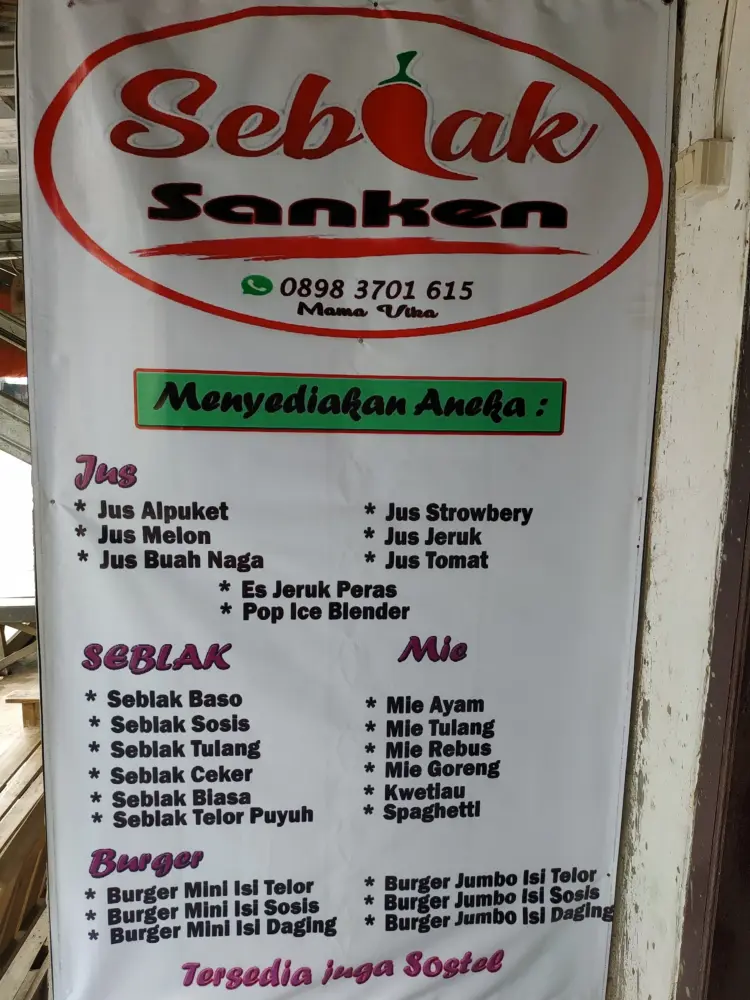 Seblak
Sanken
0898 3701 615
Mama Vika
Menyediakan Aneka :
Jus
* Jus Alpuket
* Jus Melon
* Jus Buah Naga
* Jus Strowbery
* Jus Jeruk
* Jus Tomat
* Es Jeruk Peras
* Pop Ice Blender
SEBLAK
* Seblak Baso
* Seblak Sosis
* Seblak Tulang
* Seblak Ceker
* Seblak Biasa
* Seblak Telor Puyuh
Mie
* Mie Ayam
* Mie Tulang
* Mie Rebus
* Mie Goreng
* Kwetiau
* Spaghetti
Burger
* Burger Mini Isi Telor
* Burger Mini Isi Sosis
* Burger Mini Isi Daging
* Burger Jumbo Isi Telor
* Burger Jumbo Isi Sosis
* Burger Jumbo Isi Daging
Tersedia juga Sostel